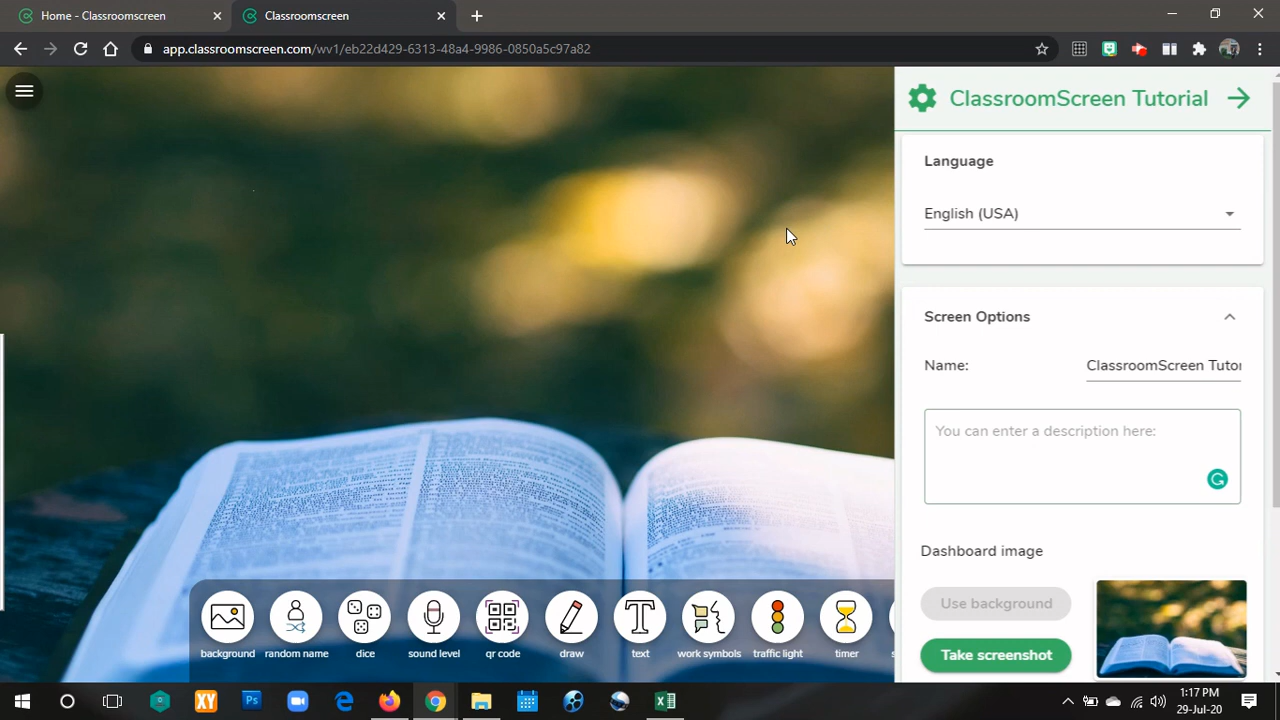 Home - Classroomscreen
Classroomscreen
app.classroomscreen.com/wv1/eb22d429-6313-48a4-9986-0850a5c97a82
ClassroomScreen Tutorial
Language
English (USA)
Screen Options
Name: ClassroomScreen Tutor
You can enter a description here:
Dashboard image
Use background
Take screenshot
background random name dice sound level qr code draw text work symbols traffic light timer
XY Ps
1:17 PM
29-Jul-20